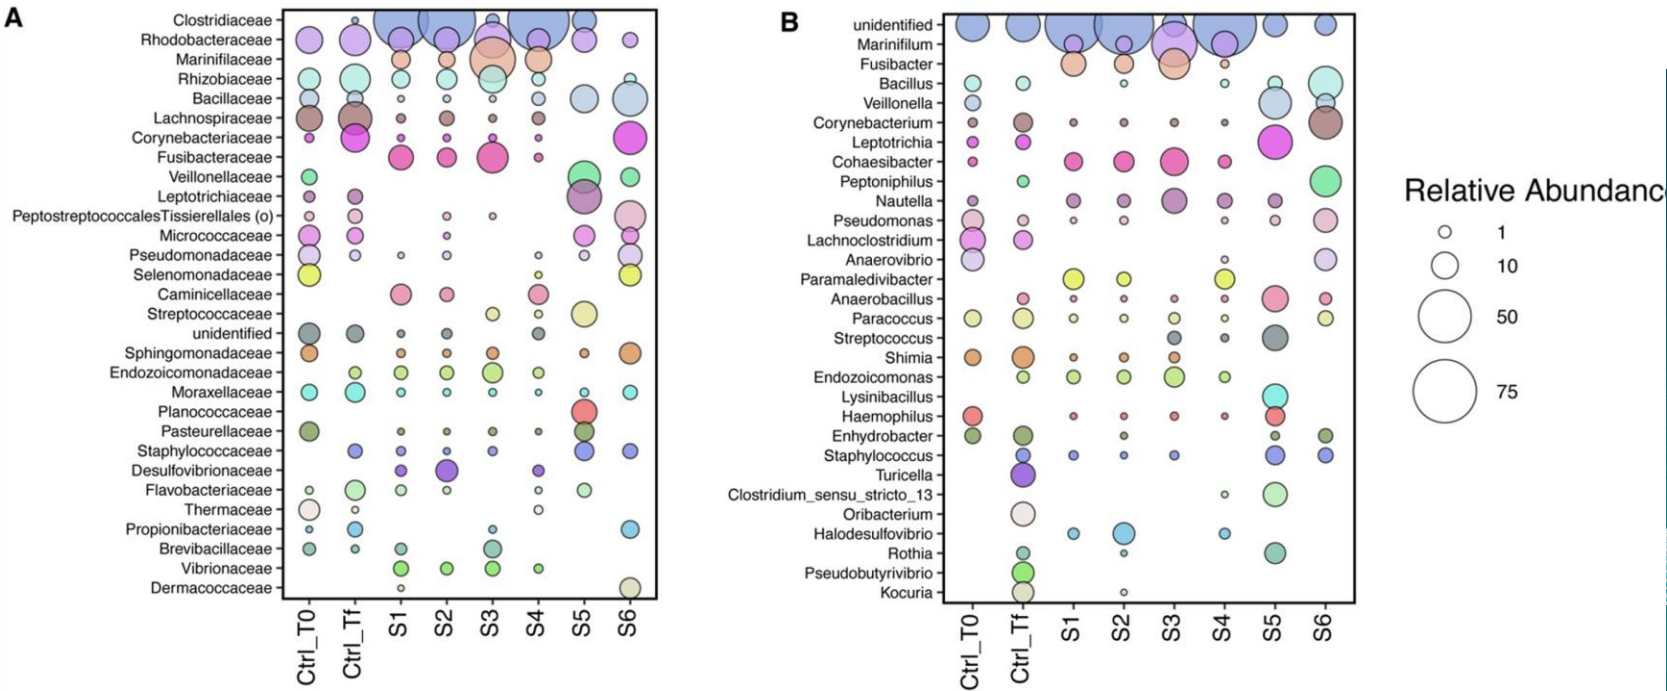 A
Clostridiaceae
Rhodobacteraceae
Marinifilaceae
Rhizobiaceae
Bacillaceae
Lachnospiraceae
Corynebacteriaceae
Fusibacteraceae
Veillonellaceae
Leptotrichiaceae
PeptostreptococcalesTissierellales (o)
Micrococcaceae
Pseudomonadaceae
Selenomonadaceae
Caminicellaceae
Streptococcaceae
unidentified
Sphingomonadaceae
Endozoicomonadaceae
Moraxellaceae
Planococcaceae
Pasteurellaceae
Staphylococcaceae
Desulfovibrionaceae
Flavobacteriaceae
Thermaceae
Propionibacteriaceae
Brevibacillaceae
Vibrionaceae
Dermacoccaceae
Ctrl_T0
Ctrl_Tf
S1
S2
S3
S4
S5
S6
B
unidentified
Marinifilum
Fusibacter
Bacillus
Veillonella
Corynebacterium
Leptotrichia
Cohaesibacter
Peptoniphilus
Nautella
Pseudomonas
Lachnoclostridium
Anaerovibrio
Paramaledivibacter
Anaerobacillus
Paracoccus
Streptococcus
Shimia
Endozoicomonas
Lysinibacillus
Haemophilus
Enhydrobacter
Staphylococcus
Turicella
Clostridium_sensu_stricto_13
Oribacterium
Halodesulfovibrio
Rothia
Pseudobutyrivibrio
Kocuria
Ctrl_T0
Ctrl_Tf
S1
S2
S3
S4
S5
S6
Relative Abundanc
1
10
50
75